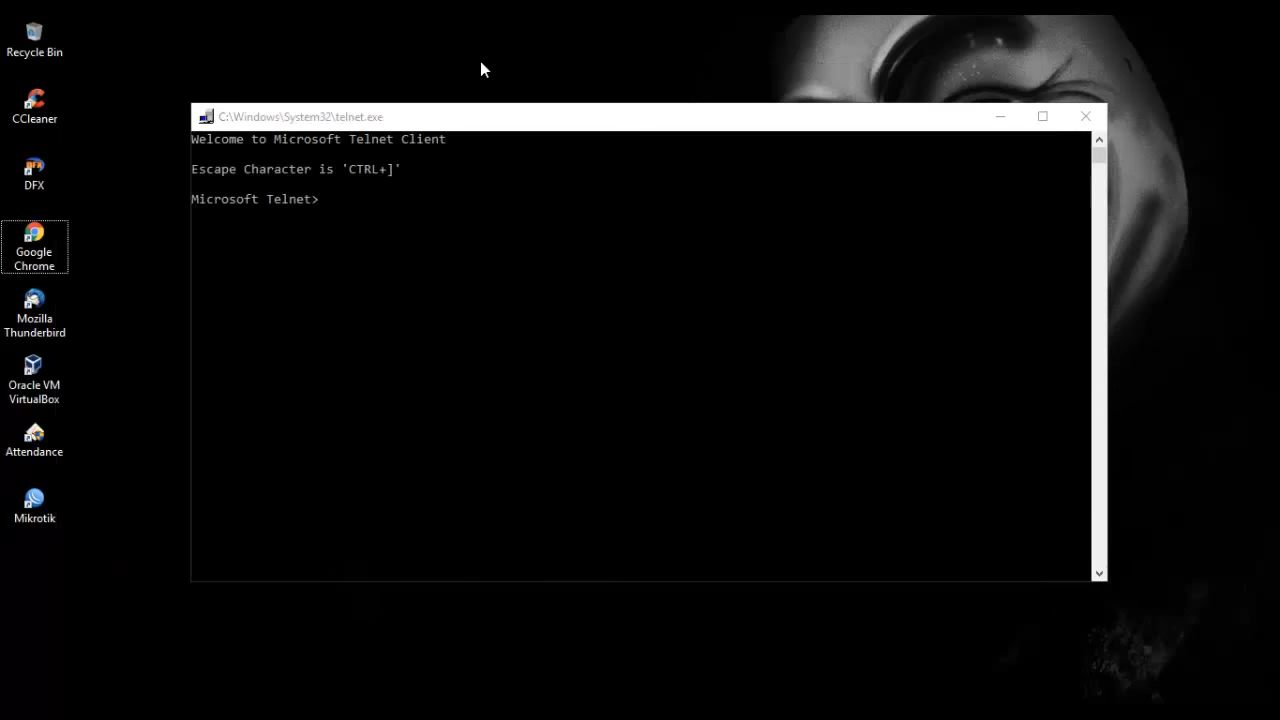 Recycle Bin
CCleaner
DFX
Google
Chrome
Mozilla
Thunderbird
Oracle VM
VirtualBox
Attendance
Mikrotik
C:\Windows\System32\telnet.exe
Welcome to Microsoft Telnet Client
Escape Character is 'CTRL+]'
Microsoft Telnet>